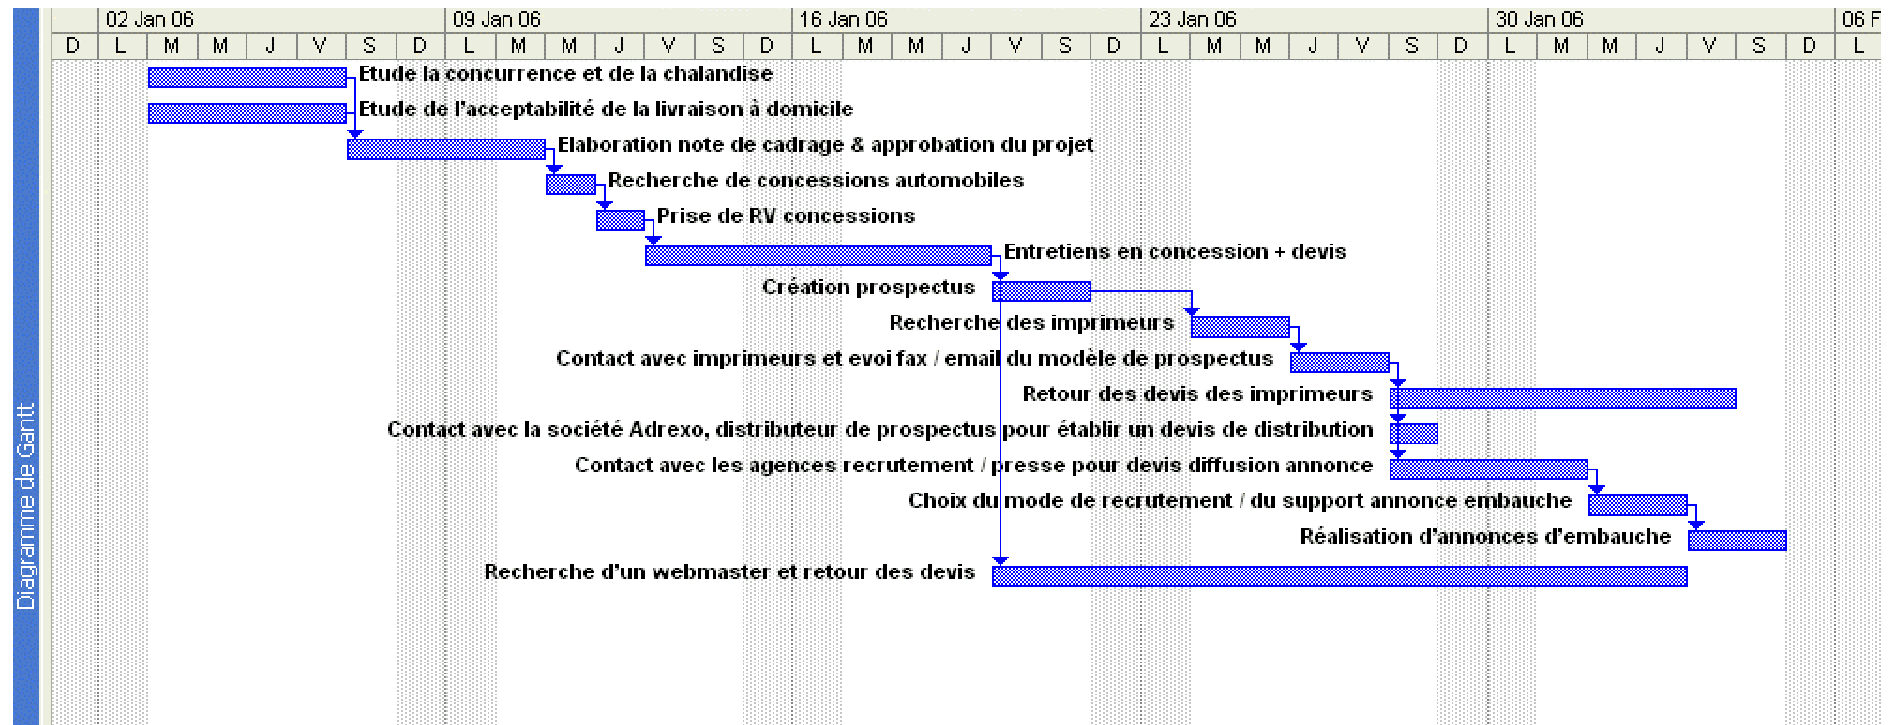 02 Jan 06 09 Jan 06 16 Jan 06 23 Jan 06 30 Jan 06 06 F
D L M M J V S D L M M J V S D L M M J V S D L M M J V S D L M M J V S D L
Etude la concurrence et de la chalandise
Etude de l'acceptabilité de la livraison à domicile
Elaboration note de cadrage & approbation du projet
Recherche de concessions automobiles
Prise de RV concessions
Entretiens en concession + devis
Création prospectus
Recherche des imprimeurs
Contact avec imprimeurs et evoi fax / email du modèle de prospectus
Retour des devis des imprimeurs
Contact avec la société Adrexo, distributeur de prospectus pour établir un devis de distribution
Contact avec les agences recrutement / presse pour devis diffusion annonce
Choix du mode de recrutement / du support annonce embauche
Réalisation d'annonces d'embauche
Recherche d'un webmaster et retour des devis
Diagramme de Gantt